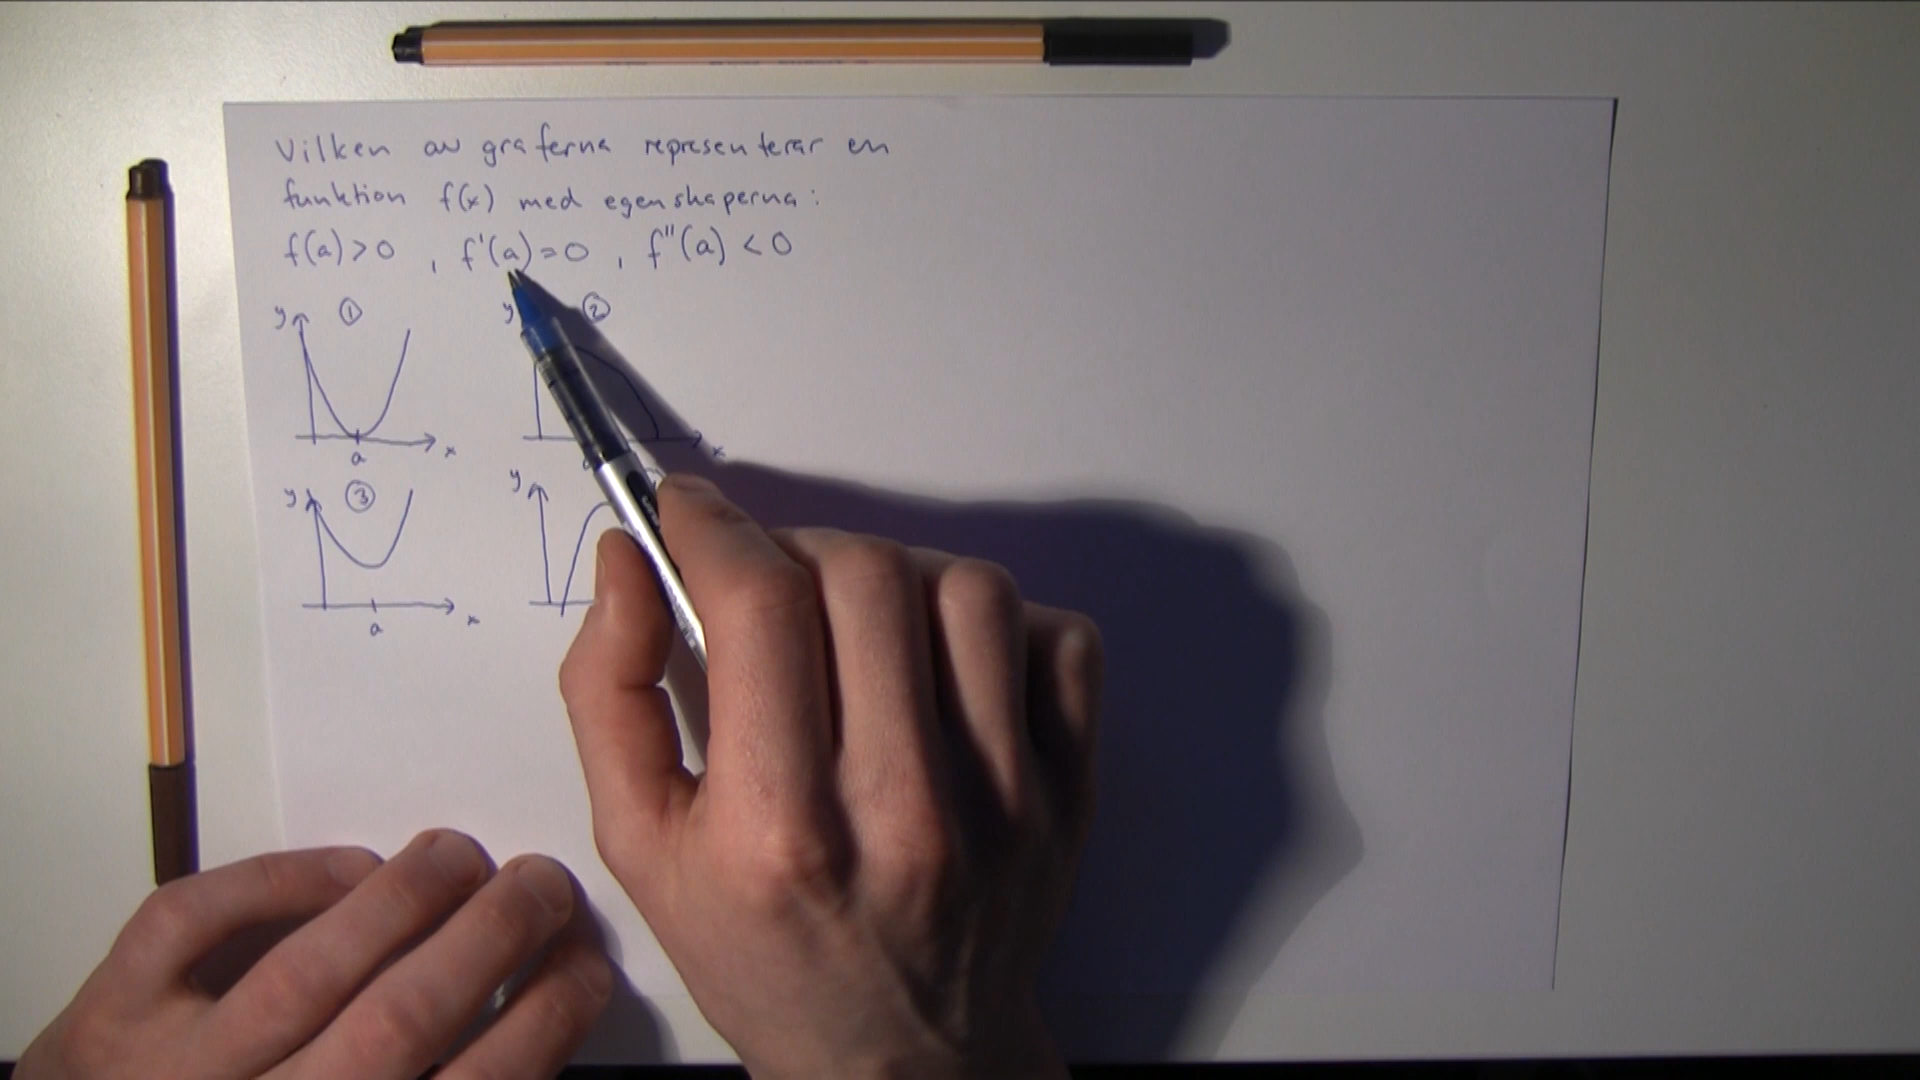 Vilken av graferna representerar en
funktion f(x) med egenskaperna:
f(a)>0 , f'(a)=0 , f''(a) <0
y ① y ②
a x a x
y ③ y
a x